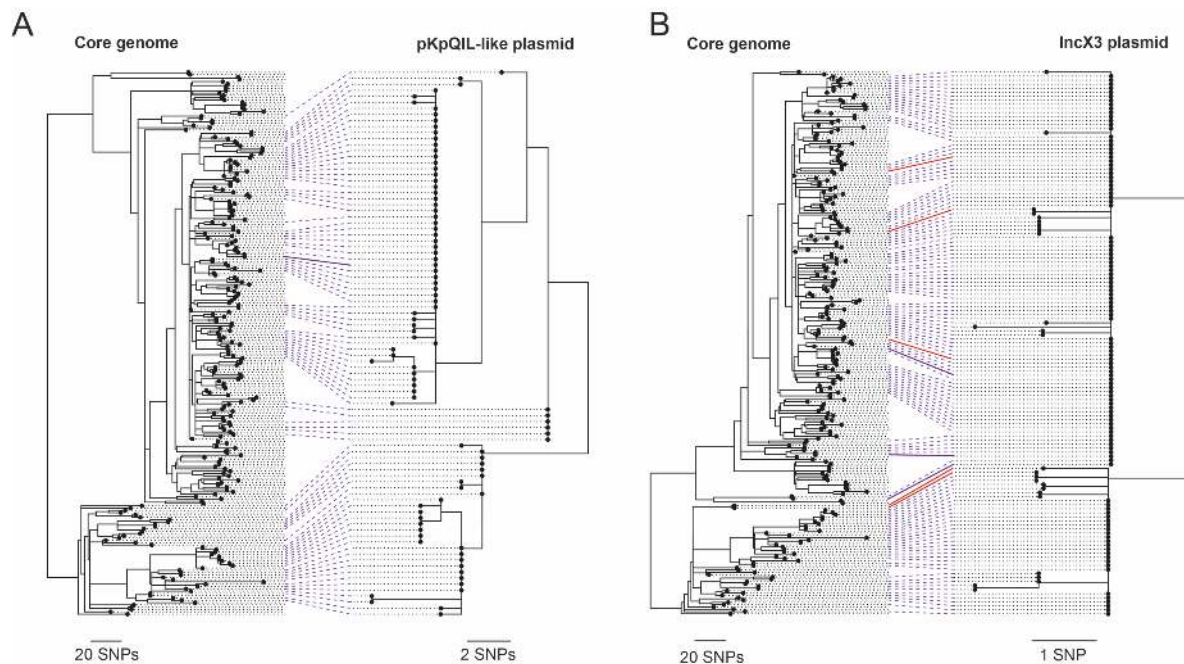 A
Core genome
pKpQIL-like plasmid
20 SNPs
2 SNPs
B
Core genome
IncX3 plasmid
20 SNPs
1 SNP